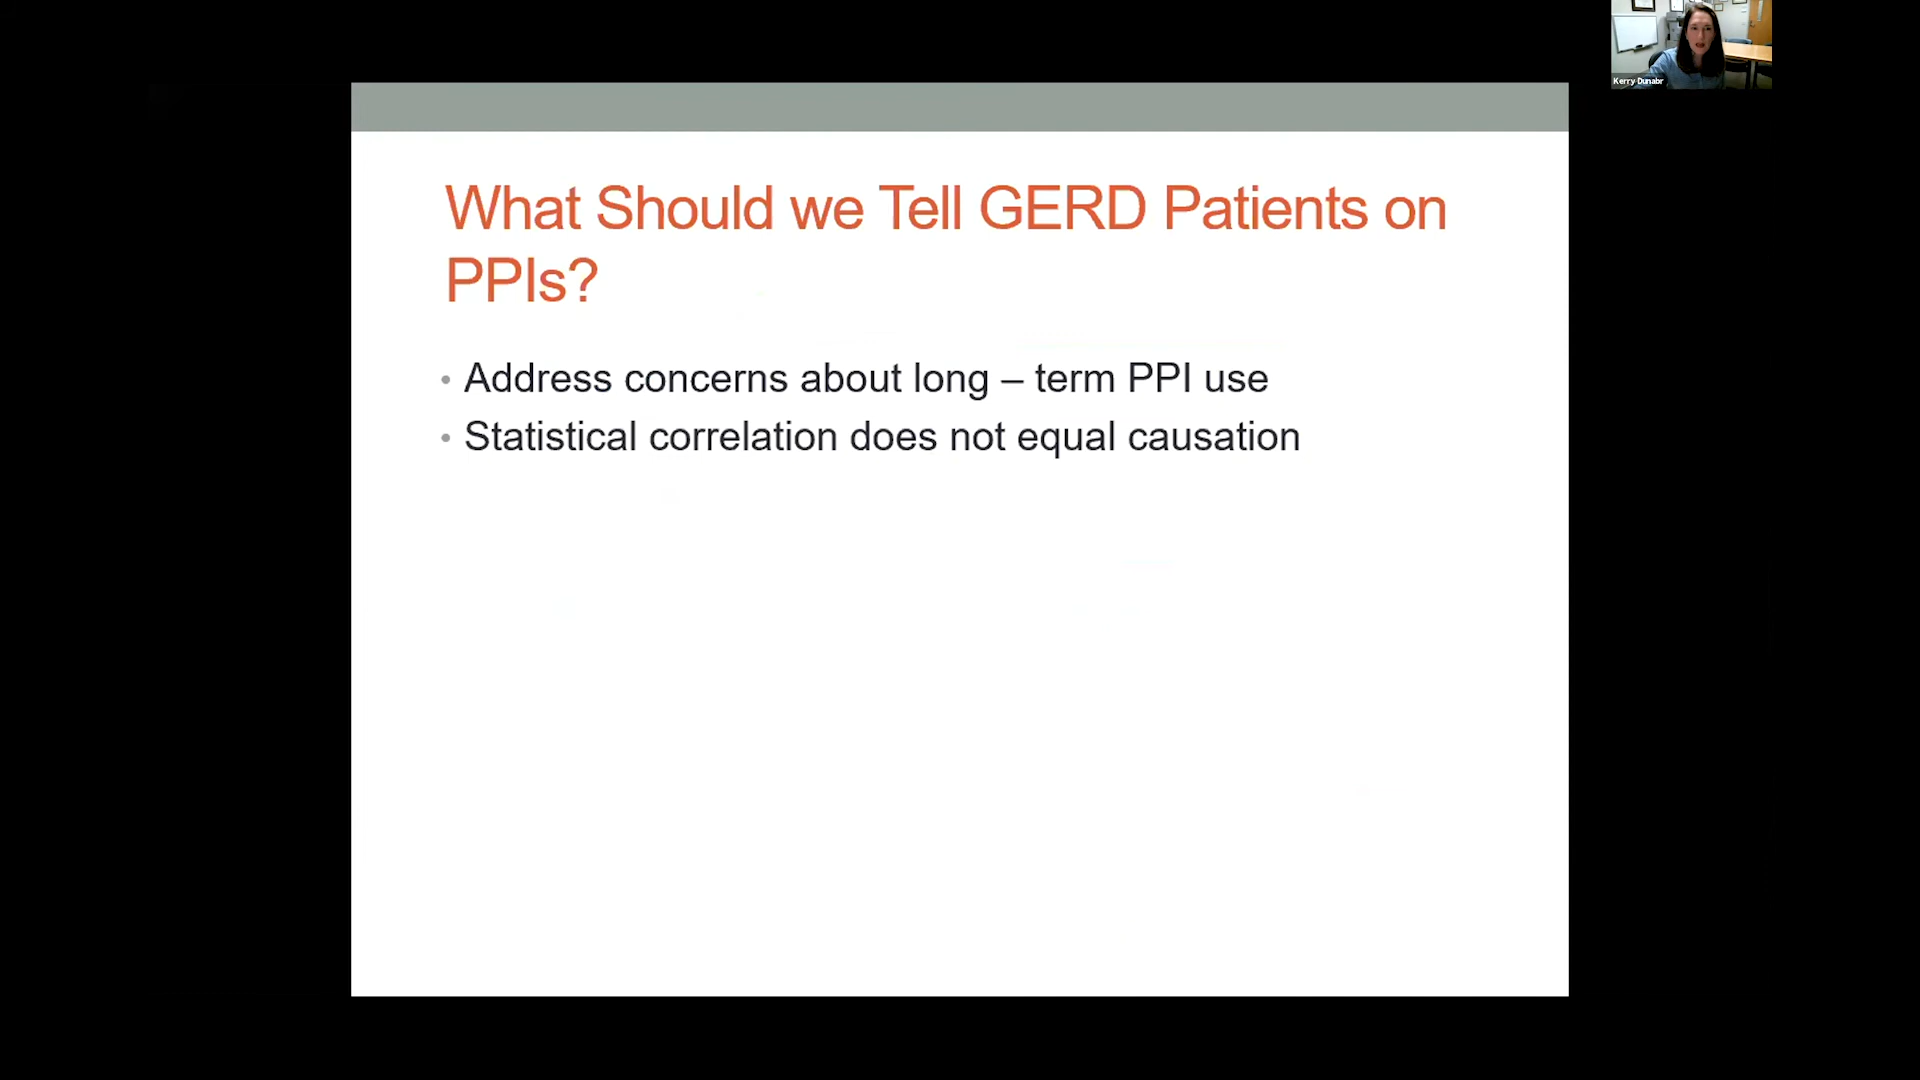 Kerry Dunabr
What Should we Tell GERD Patients on
PPIs?
• Address concerns about long – term PPI use
• Statistical correlation does not equal causation